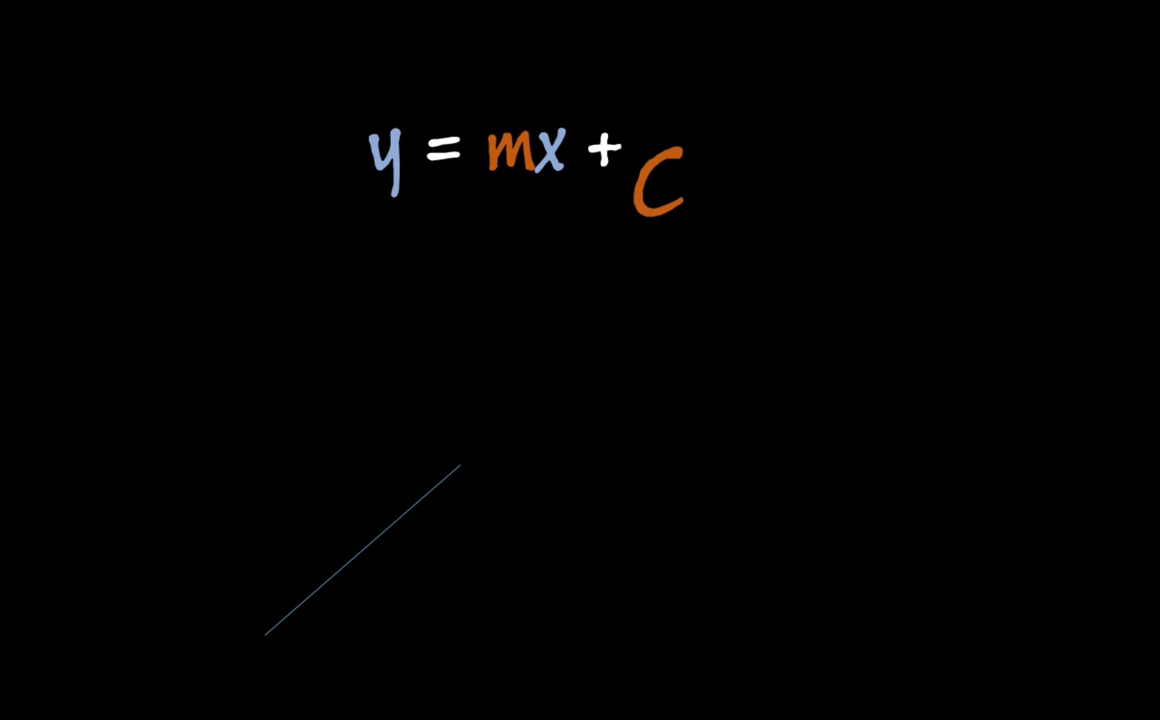 y = mx + C